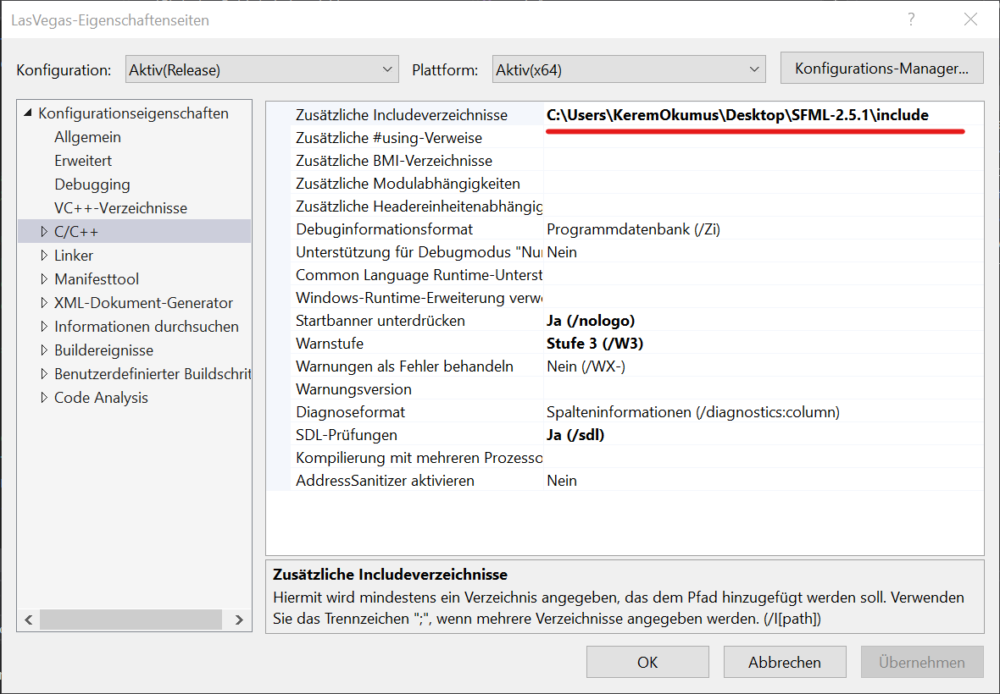 LasVegas-Eigenschaftenseiten
Konfiguration: Aktiv(Release) Plattform: Aktiv(x64) Konfigurations-Manager...
Konfigurationseigenschaften
Allgemein
Erweitert
Debugging
VC++-Verzeichnisse
C/C++
Linker
Manifesttool
XML-Dokument-Generator
Informationen durchsuchen
Buildereignisse
Benutzerdefinierter Buildschrit
Code Analysis
Zusätzliche Includeverzeichnisse C:\Users\KeremOkumus\Desktop\SFML-2.5.1\include
Zusätzliche #using-Verweise
Zusätzliche BMI-Verzeichnisse
Zusätzliche Modulabhängigkeiten
Zusätzliche Headereinheitenabhängig
Debuginformationsformat Programmdatenbank (/Zi)
Unterstützung für Debugmodus "Nur Nein
Common Language Runtime-Unterst
Windows-Runtime-Erweiterung verw
Startbanner unterdrücken Ja (/nologo)
Warnstufe Stufe 3 (/W3)
Warnungen als Fehler behandeln Nein (/WX-)
Warnungsversion
Diagnoseformat Spalteninformationen (/diagnostics:column)
SDL-Prüfungen Ja (/sdl)
Kompilierung mit mehreren Prozesso
AddressSanitizer aktivieren Nein
Zusätzliche Includeverzeichnisse
Hiermit wird mindestens ein Verzeichnis angegeben, das dem Pfad hinzugefügt werden soll. Verwenden
Sie das Trennzeichen ";", wenn mehrere Verzeichnisse angegeben werden. (/I[path])
OK Abbrechen Übernehmen